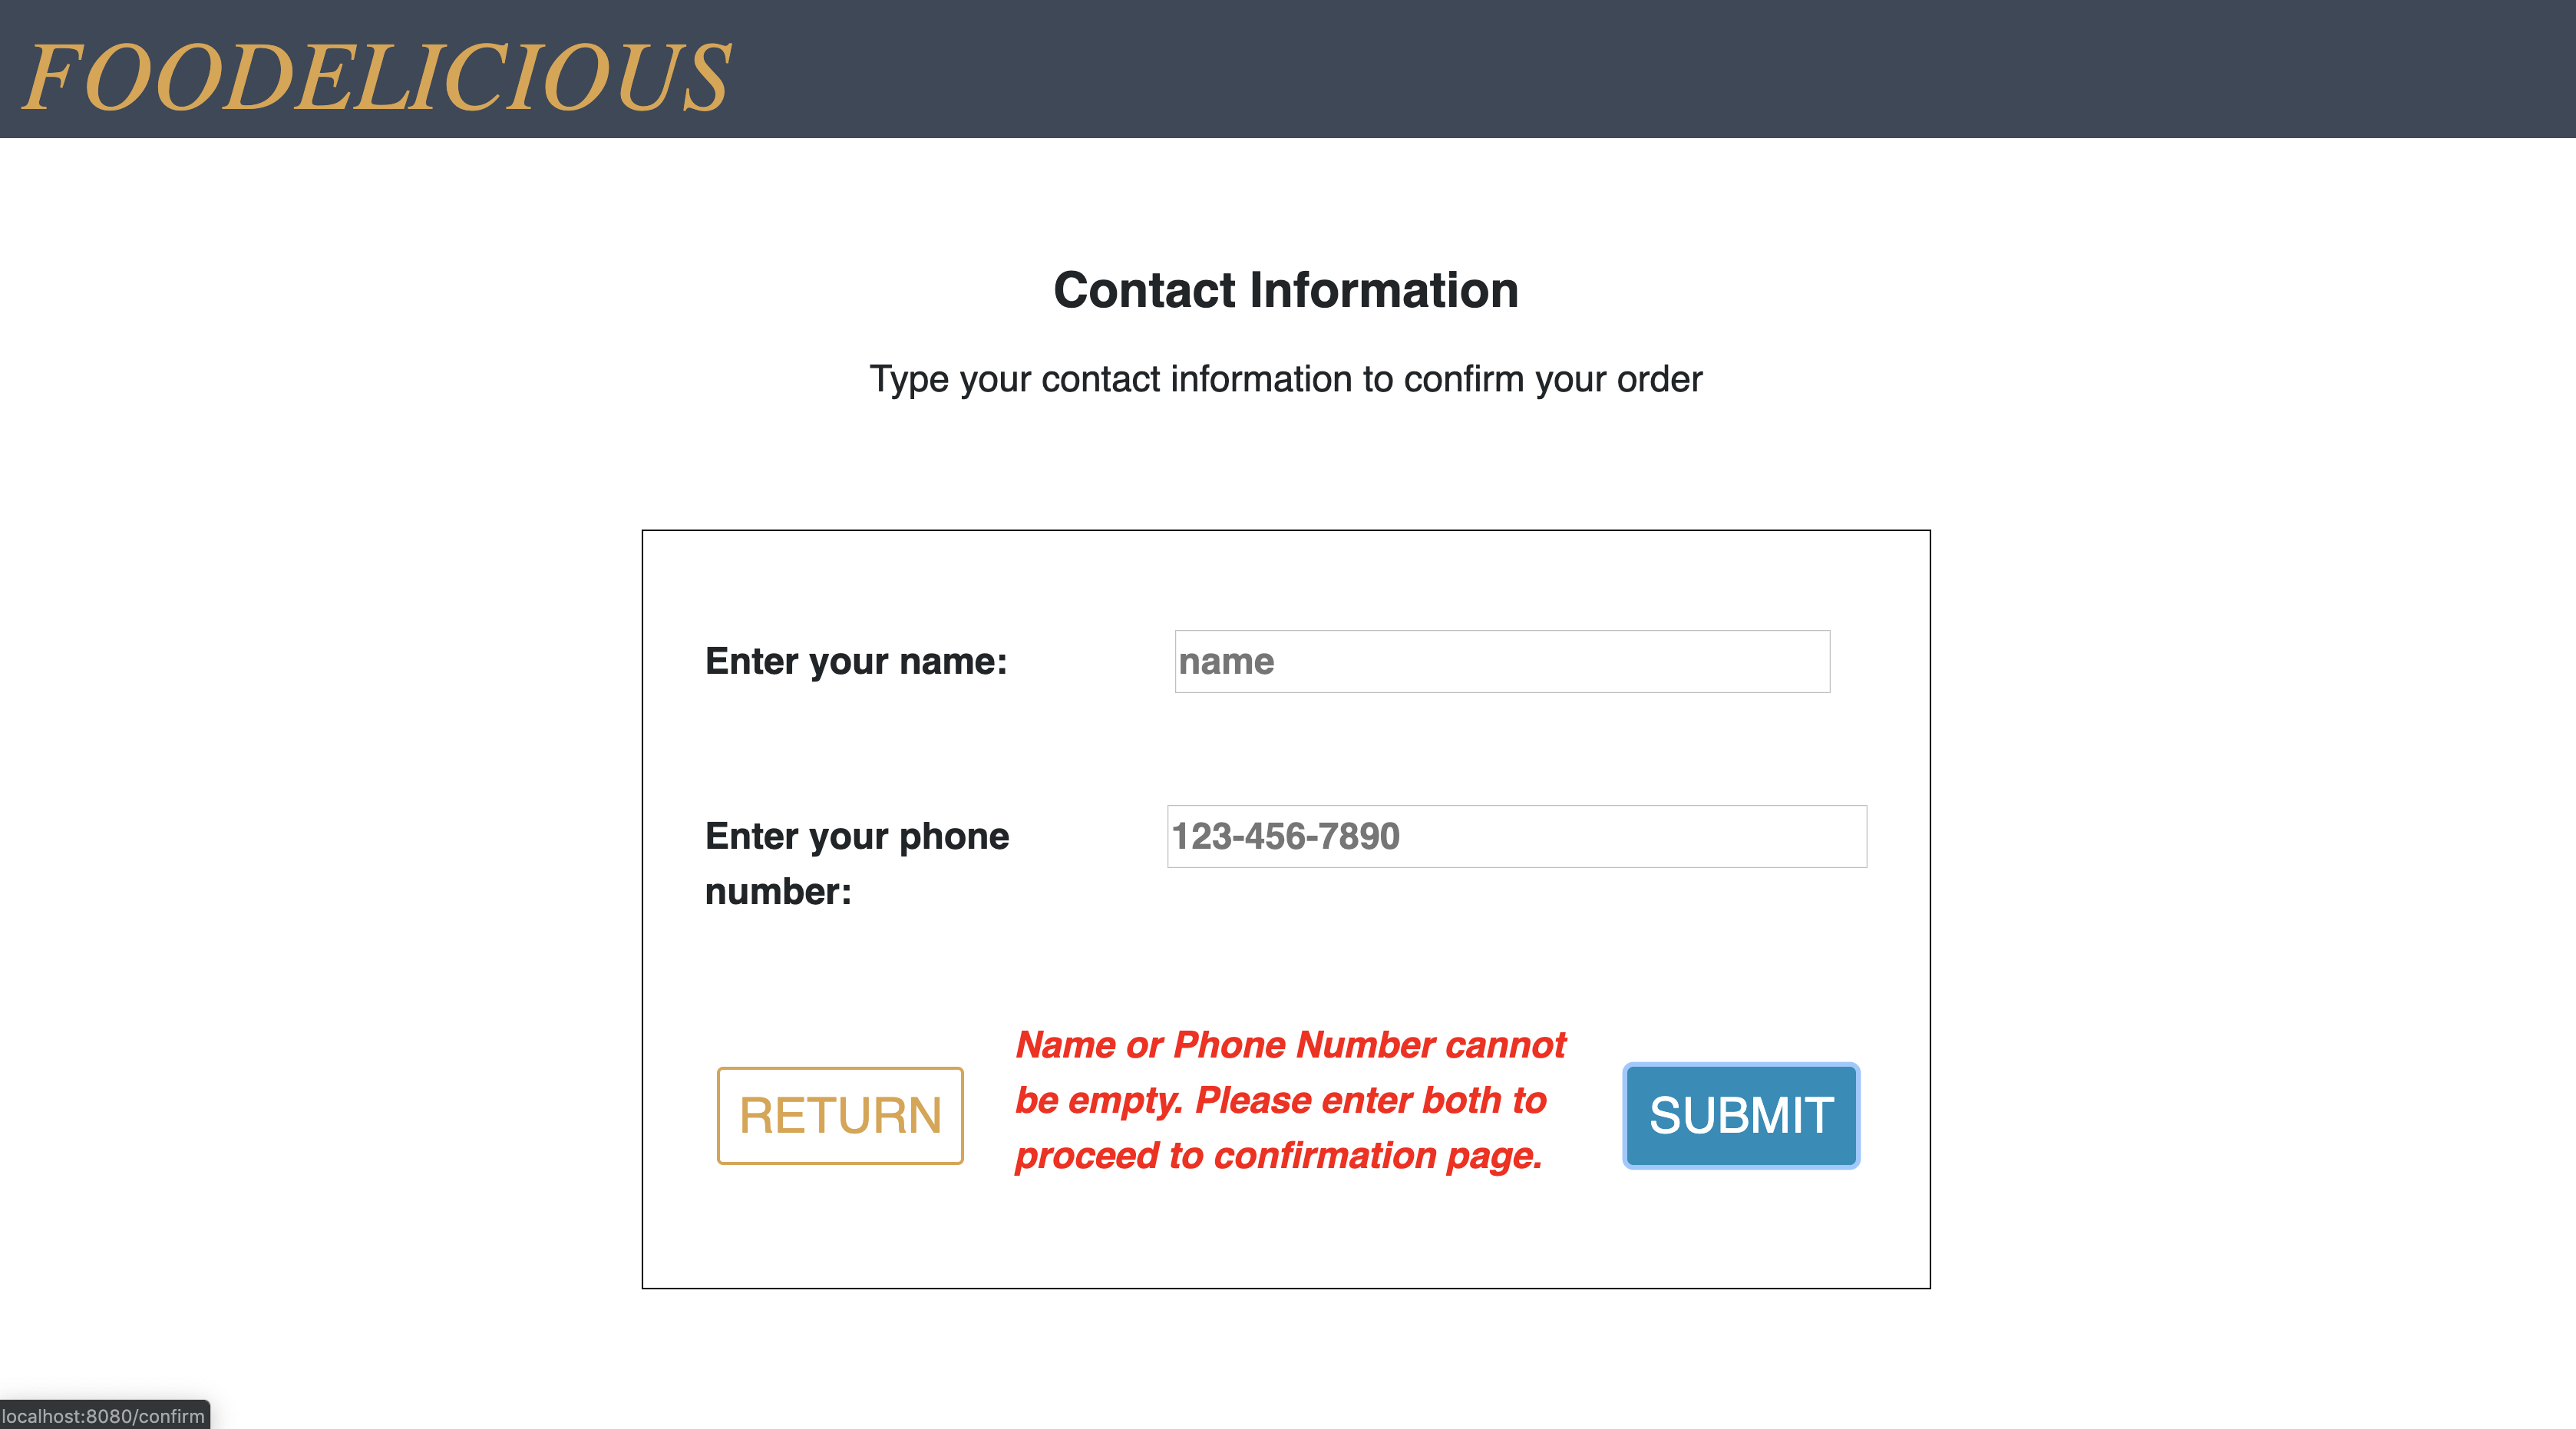 FOODELICIOUS
Contact Information
Type your contact information to confirm your order
Enter your name:
name
Enter your phone
number:
123-456-7890
RETURN
Name or Phone Number cannot
be empty. Please enter both to
proceed to confirmation page.
SUBMIT
localhost:8080/confirm